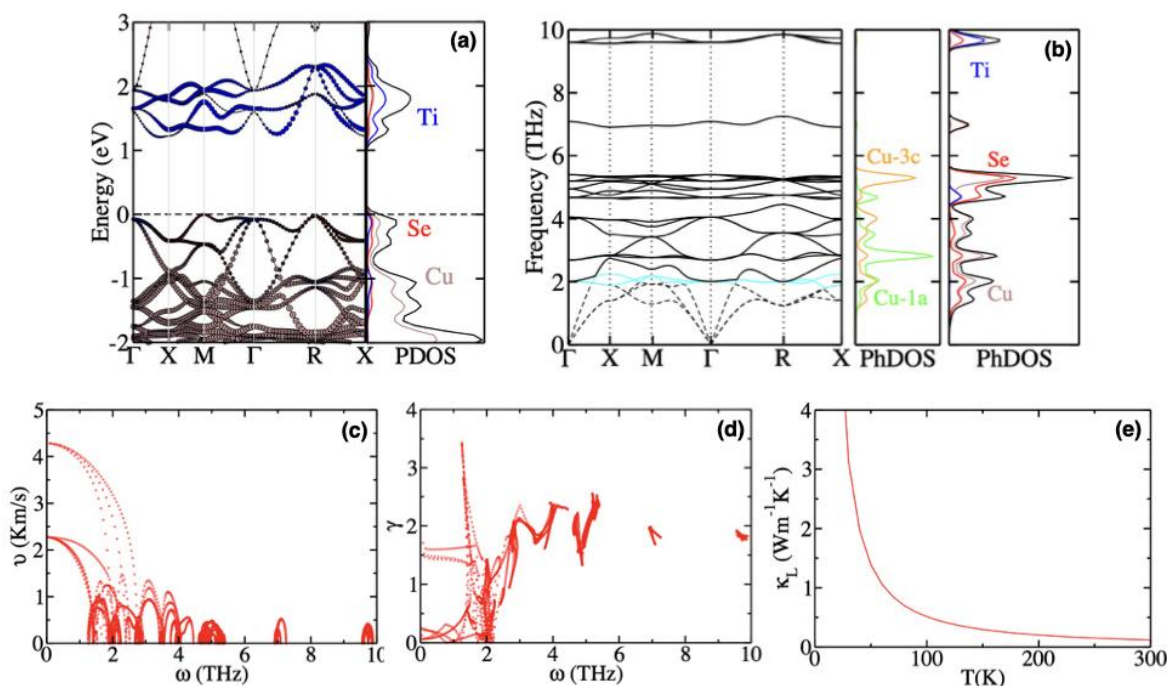 (a)
Energy (eV)
3
2
1
0
-1
-2
Ti
Se
Cu
Γ X M Γ R X PDOS
(b)
Frequency (THz)
10
8
6
4
2
0
Cu-3c
Cu-1a
Ti
Se
Cu
Γ X M Γ R X PhDOS PhDOS
(c)
υ (Km/s)
5
4
3
2
1
0
0 2 4 6 8 10
ω (THz)
(d)
γ
4
3
2
1
0
0 2 4 6 8 10
ω (THz)
(e)
κL (Wm-1K-1)
4
3
2
1
0
0 100 200 300
T(K)